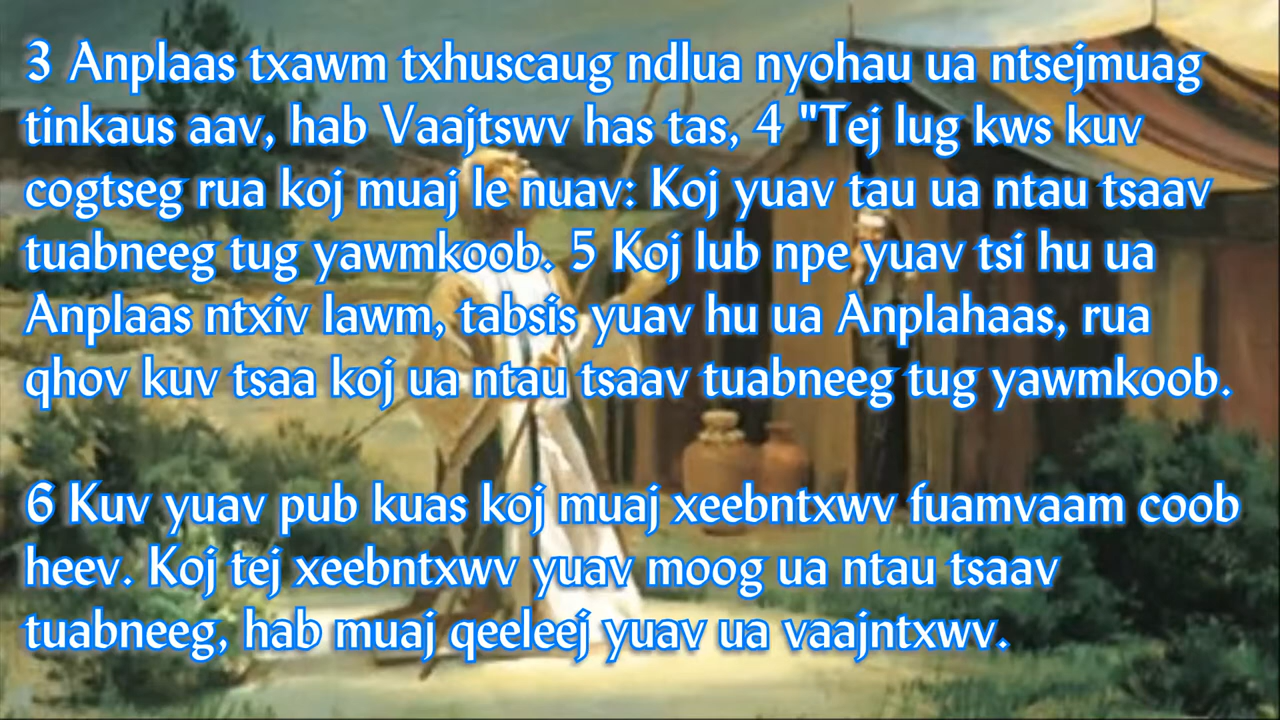 3 Anplaas txawm txhuscaug ndlua nyohau ua ntsejmuag
tinkaus aav, hab Vaajtswv has tas, 4 "Tej lug kws kuv
cogtseg rua koj muaj le nuav: Koj yuav tau ua ntau tsaav
tuabneeg tug yawmkoob. 5 Koj lub npe yuav tsi hu ua
Anplaas ntxiv lawm, tabsis yuav hu ua Anplahaas, rua
qhov kuv tsaa koj ua ntau tsaav tuabneeg tug yawmkoob.
6 Kuv yuav pub kuas koj muaj xeebntxwv fuamvaam coob
heev. Koj tej xeebntxwv yuav moog ua ntau tsaav
tuabneeg, hab muaj qeeleej yuav ua vaajntxwv.